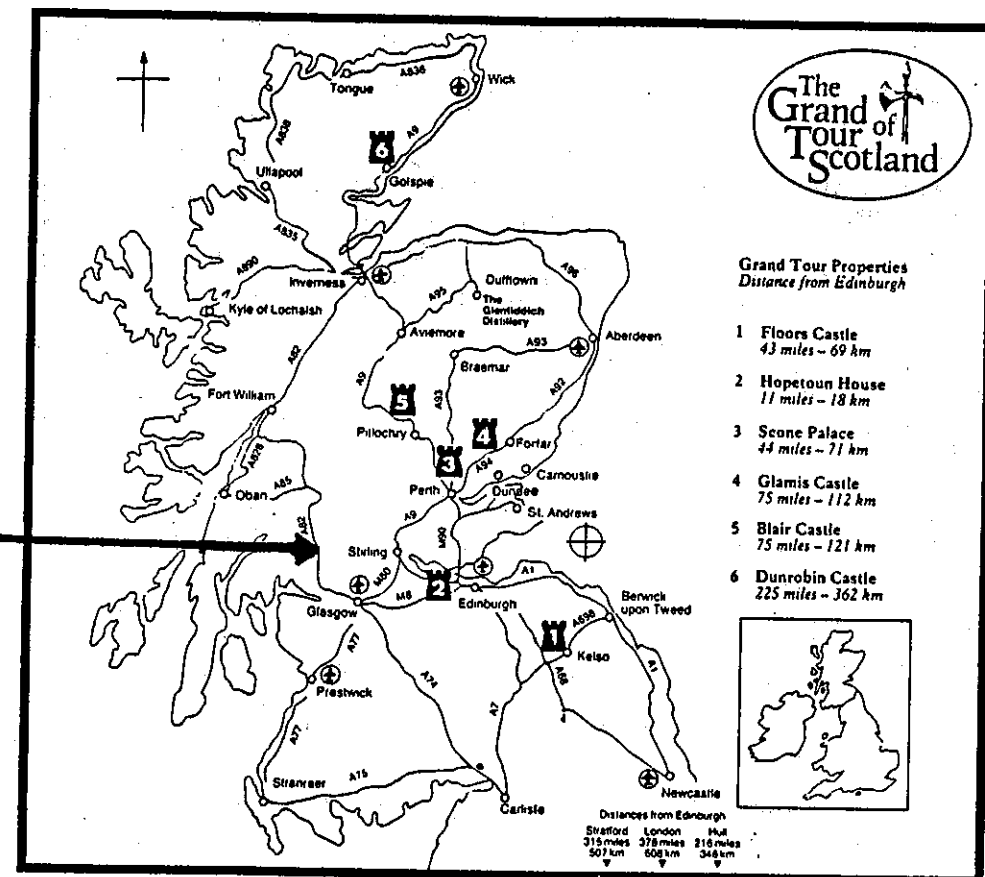 The
Grand
Tour of
Scotland
Grand Tour Properties
Distance from Edinburgh
1 Floors Castle
43 miles – 69 km
2 Hopetoun House
11 miles – 18 km
3 Scone Palace
44 miles – 71 km
4 Glamis Castle
75 miles – 112 km
5 Blair Castle
75 miles – 121 km
6 Dunrobin Castle
225 miles – 362 km
Tongue
A836
Wick
A838
A9
6
Golspie
Ullapool
A835
A890
Inverness
Kyle of Lochalsh
A95
Dufftown
The
Glenfiddich
Distillery
A96
Aviemore
Aberdeen
A82
A9
Braemar
A93
A93
A92
Fort William
5
Pitlochry
4
Forfar
A828
3
A94
Carnoustie
Oban
A85
Perth
Dundee
St. Andrews
A82
A9
M90
Stirling
M80
2
A1
Glasgow
M8
Edinburgh
Berwick
upon Tweed
1
A698
Kelso
A77
A74
A68
A1
Prestwick
A7
A77
Stranraer
A75
Carlisle
Newcastle
Distances from Edinburgh
Stratford London Hull
315 miles 378 miles 216 miles
507 km 608 km 348 km